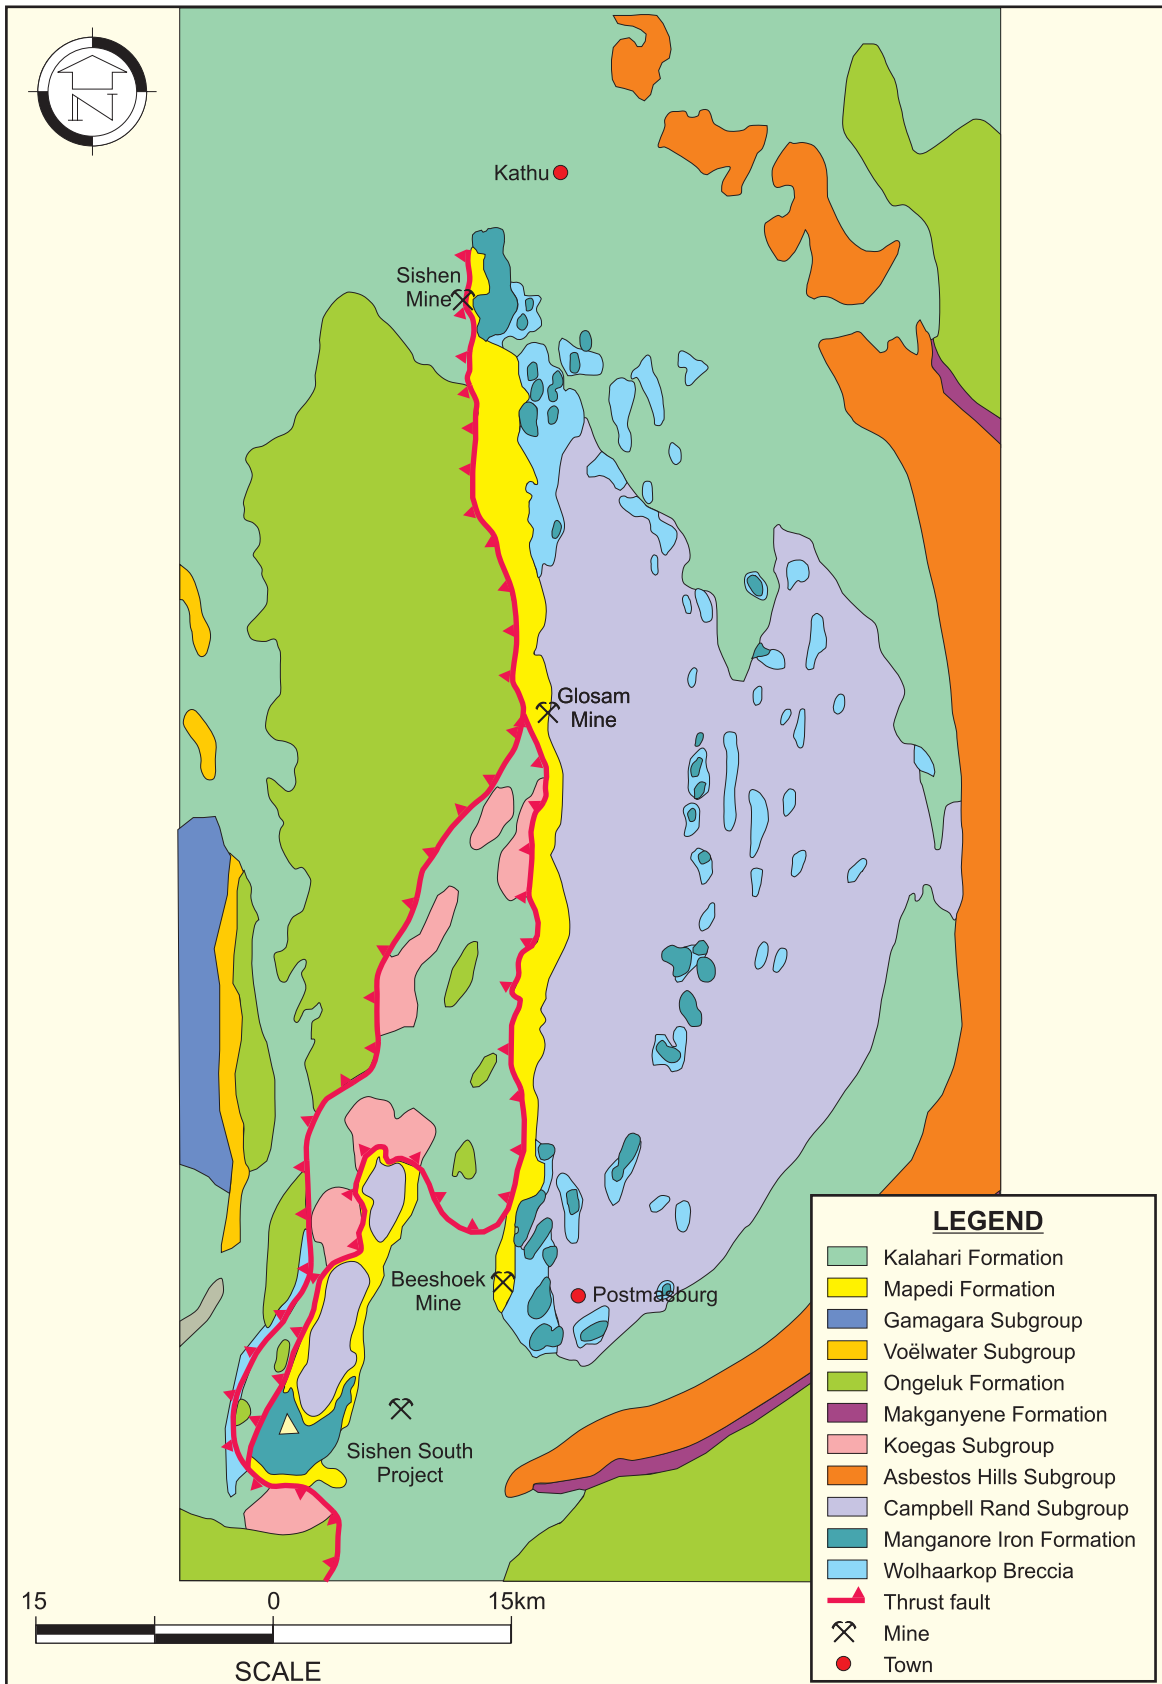 N
Kathu
Sishen
Mine
Glosam
Mine
Beeshoek
Mine
Postmasburg
Sishen South
Project
LEGEND
Kalahari Formation
Mapedi Formation
Gamagara Subgroup
Voëlwater Subgroup
Ongeluk Formation
Makganyene Formation
Koegas Subgroup
Asbestos Hills Subgroup
Campbell Rand Subgroup
Manganore Iron Formation
Wolhaarkop Breccia
Thrust fault
Mine
Town
15 0 15km
SCALE